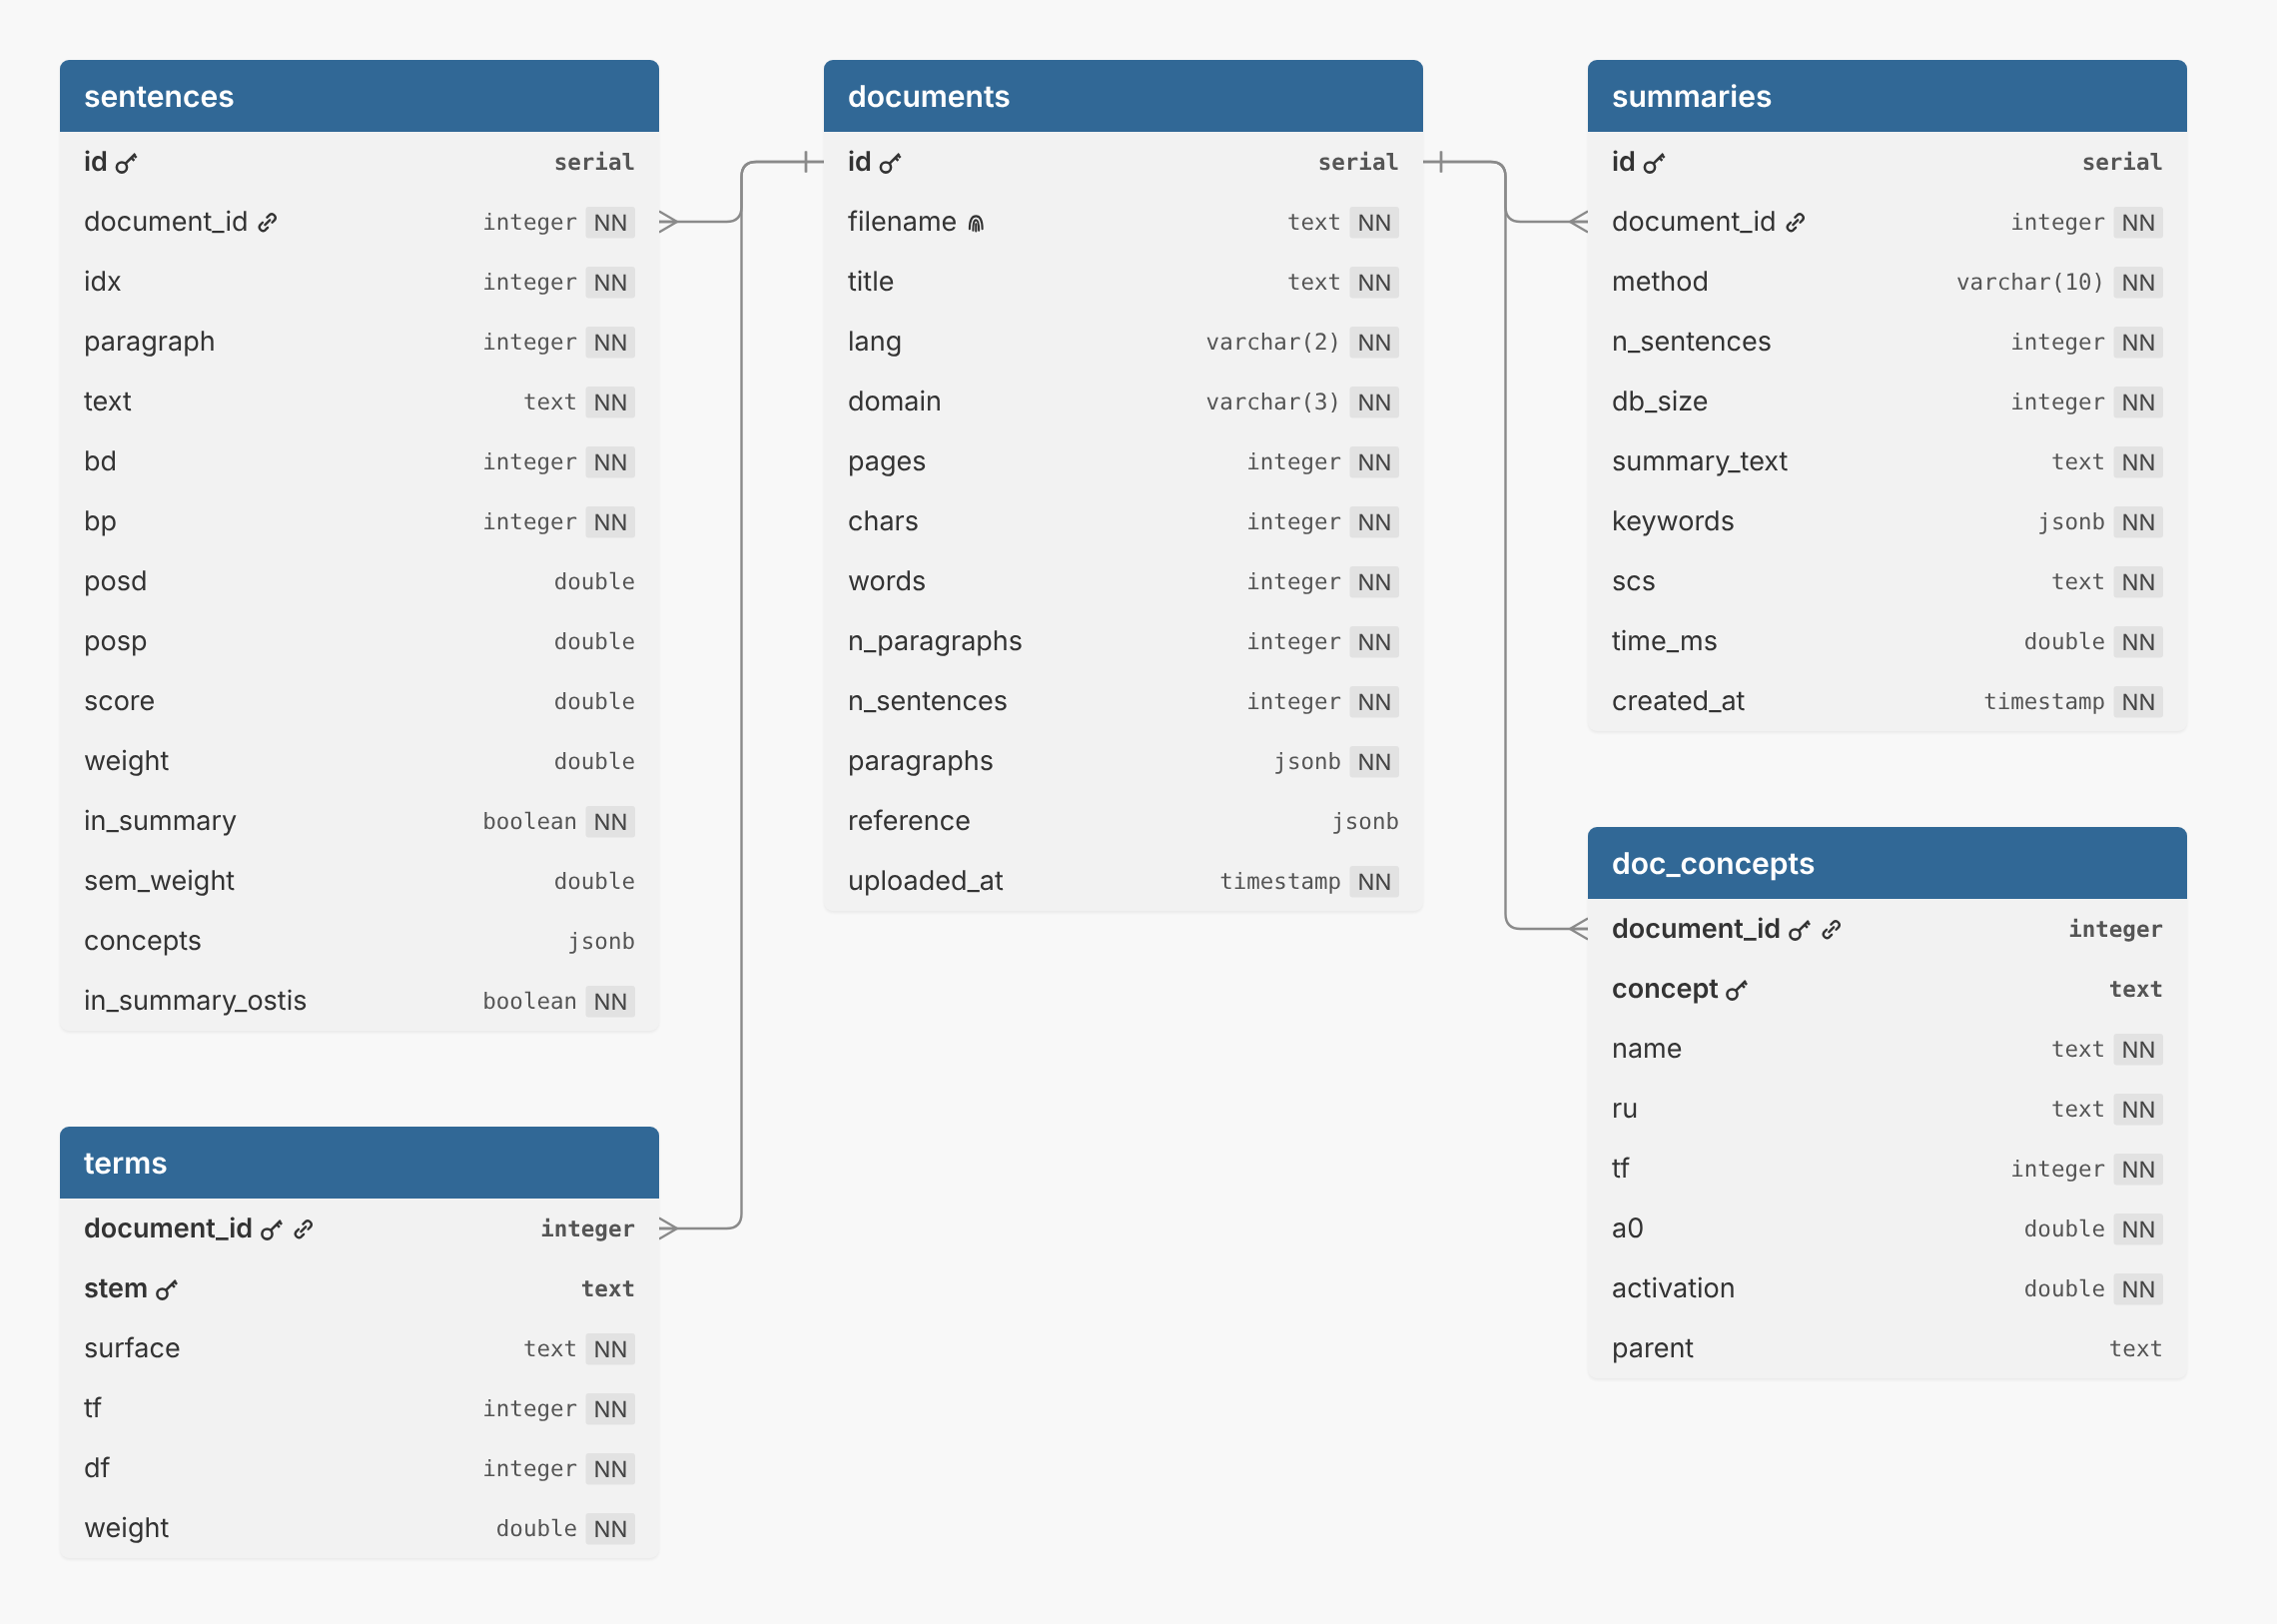 sentences
id serial
document_id integer NN
idx integer NN
paragraph integer NN
text text NN
bd integer NN
bp integer NN
posd double
posp double
score double
weight double
in_summary boolean NN
sem_weight double
concepts jsonb
in_summary_ostis boolean NN
terms
document_id integer
stem text
surface text NN
tf integer NN
df integer NN
weight double NN
documents
id serial
filename text NN
title text NN
lang varchar(2) NN
domain varchar(3) NN
pages integer NN
chars integer NN
words integer NN
n_paragraphs integer NN
n_sentences integer NN
paragraphs jsonb NN
reference jsonb
uploaded_at timestamp NN
summaries
id serial
document_id integer NN
method varchar(10) NN
n_sentences integer NN
db_size integer NN
summary_text text NN
keywords jsonb NN
scs text NN
time_ms double NN
created_at timestamp NN
doc_concepts
document_id integer
concept text
name text NN
ru text NN
tf integer NN
a0 double NN
activation double NN
parent text